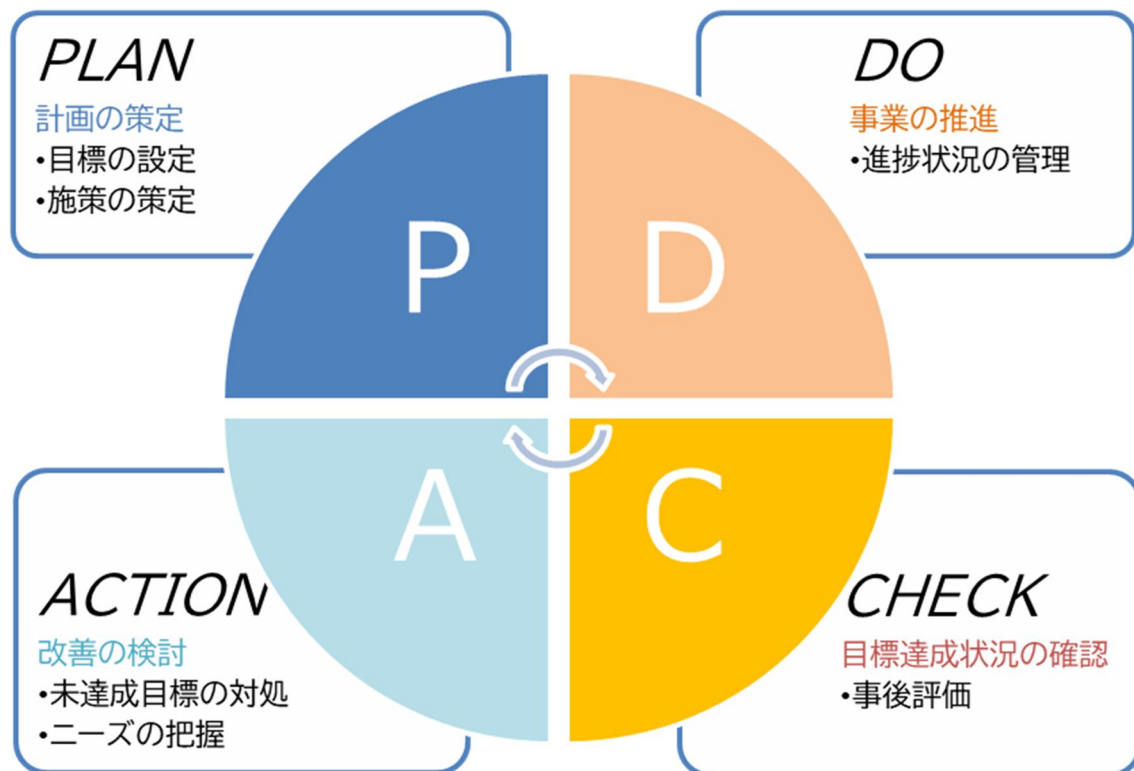 PLAN
計画の策定
•目標の設定
•施策の策定
DO
事業の推進
•進捗状況の管理
P
D
A
C
ACTION
改善の検討
•未達成目標の対処
•ニーズの把握
CHECK
目標達成状況の確認
•事後評価